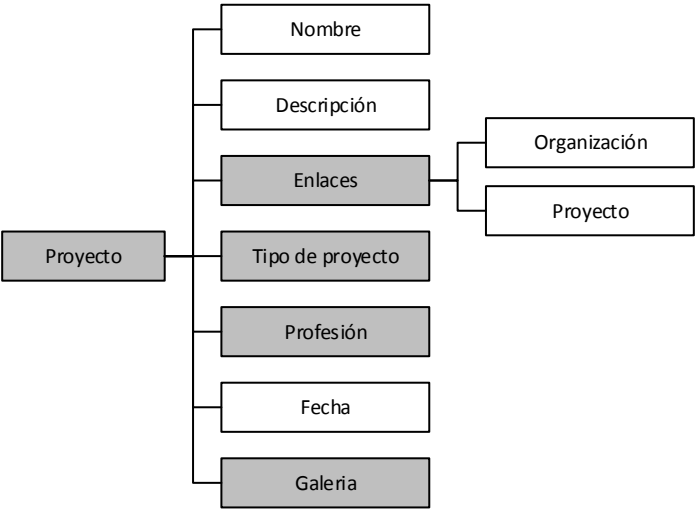 Nombre
Descripción
Enlaces
Organización
Proyecto
Proyecto
Tipo de proyecto
Profesión
Fecha
Galeria